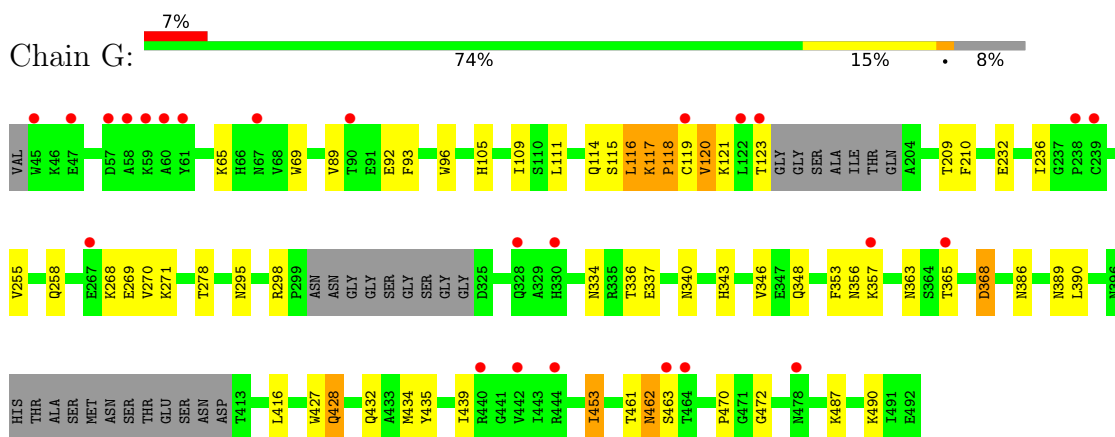 7%
Chain G:
74% 15% • 8%
VAL W45 K46 E47 D57 A58 K59 A60 Y61 K65 H66 N67 V68 W69 V89 T90 E91 E92 F93 W96 H105 I109 S110 L111 Q114 S115 L116 K117 P118 C119 V120 K121 L122 T123 GLY GLY SER ALA ILE THR GLN A204 T209 F210 E232 I236 G237 P238 C239
V255 Q258 E267 K268 E269 V270 K271 T278 N295 R298 P299 ASN ASN GLY GLY SER GLY SER GLY GLY D325 Q328 A329 H330 N334 R335 T336 E337 N340 H343 V346 E347 Q348 F353 N356 K357 N363 S364 T365 D368 N386 N389 L390 N396
HIS THR ALA SER MET ASN SER THR GLU SER ASN ASP T413 L416 W427 Q428 Q432 A433 M434 Y435 I439 R440 G441 V442 I443 R444 I453 T461 N462 S463 T464 P470 G471 G472 N478 K487 K490 I491 E492